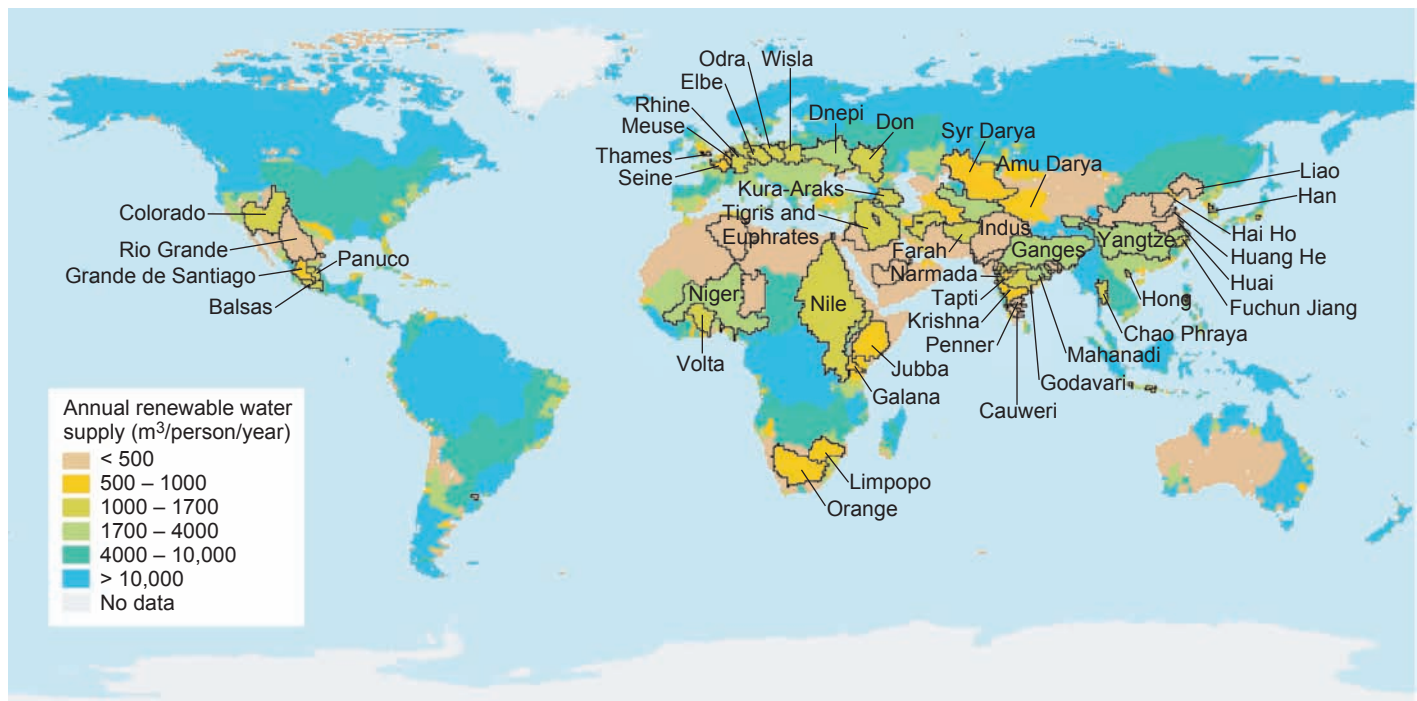 Odra
Wisla
Elbe
Rhine
Meuse
Thames
Seine
Dnepi
Don
Syr Darya
Amu Darya
Liao
Han
Colorado
Rio Grande
Grande de Santiago
Panuco
Balsas
Kura-Araks
Tigris and
Euphrates
Farah
Indus
Narmada
Tapti
Krishna
Penner
Ganges
Yangtze
Hai Ho
Huang He
Huai
Fuchun Jiang
Hong
Chao Phraya
Mahanadi
Godavari
Cauweri
Niger
Nile
Volta
Jubba
Galana
Limpopo
Orange
Annual renewable water
supply (m³/person/year)
< 500
500 – 1000
1000 – 1700
1700 – 4000
4000 – 10,000
> 10,000
No data